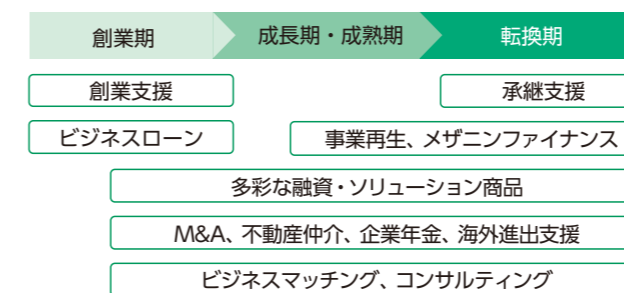 創業期
成長期・成熟期
転換期
創業支援
承継支援
ビジネスローン
事業再生、メザニンファイナンス
多彩な融資・ソリューション商品
M&A、不動産仲介、企業年金、海外進出支援
ビジネスマッチング、コンサルティング